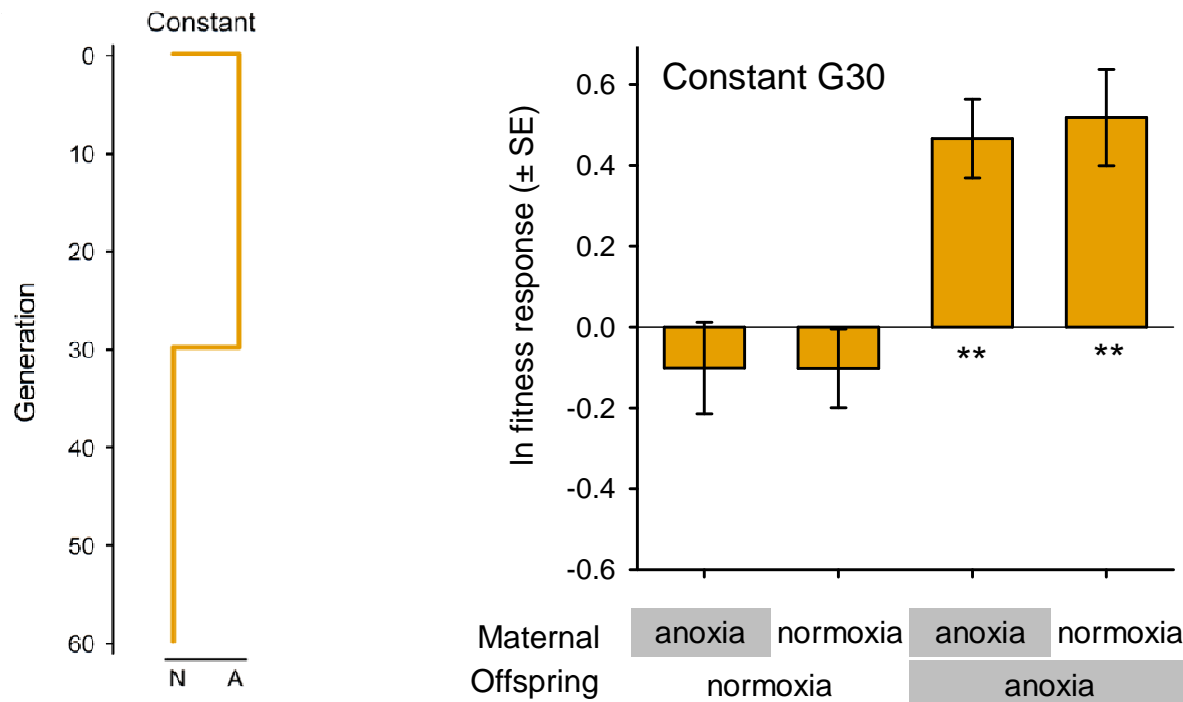 Constant
0
10
20
30
40
50
60
Generation
N A
Constant G30
ln fitness response (± SE)
0.6
0.4
0.2
0.0
-0.2
-0.4
-0.6
** **
Maternal anoxia normoxia anoxia normoxia
Offspring normoxia anoxia